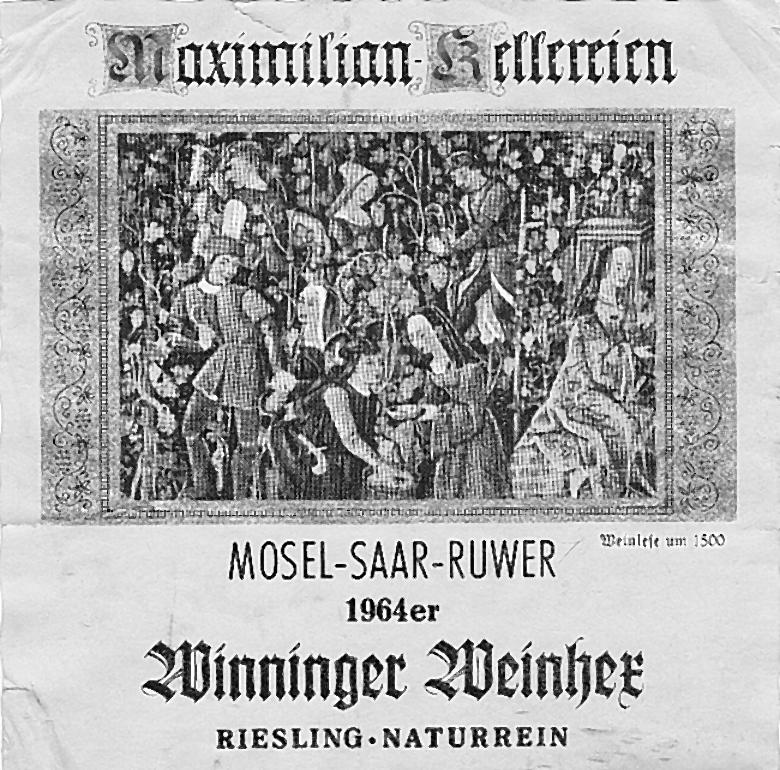 Maximilian-Kellereien
Weinlese um 1500
MOSEL-SAAR-RUWER
1964er
Winninger Weinhex
RIESLING•NATURREIN